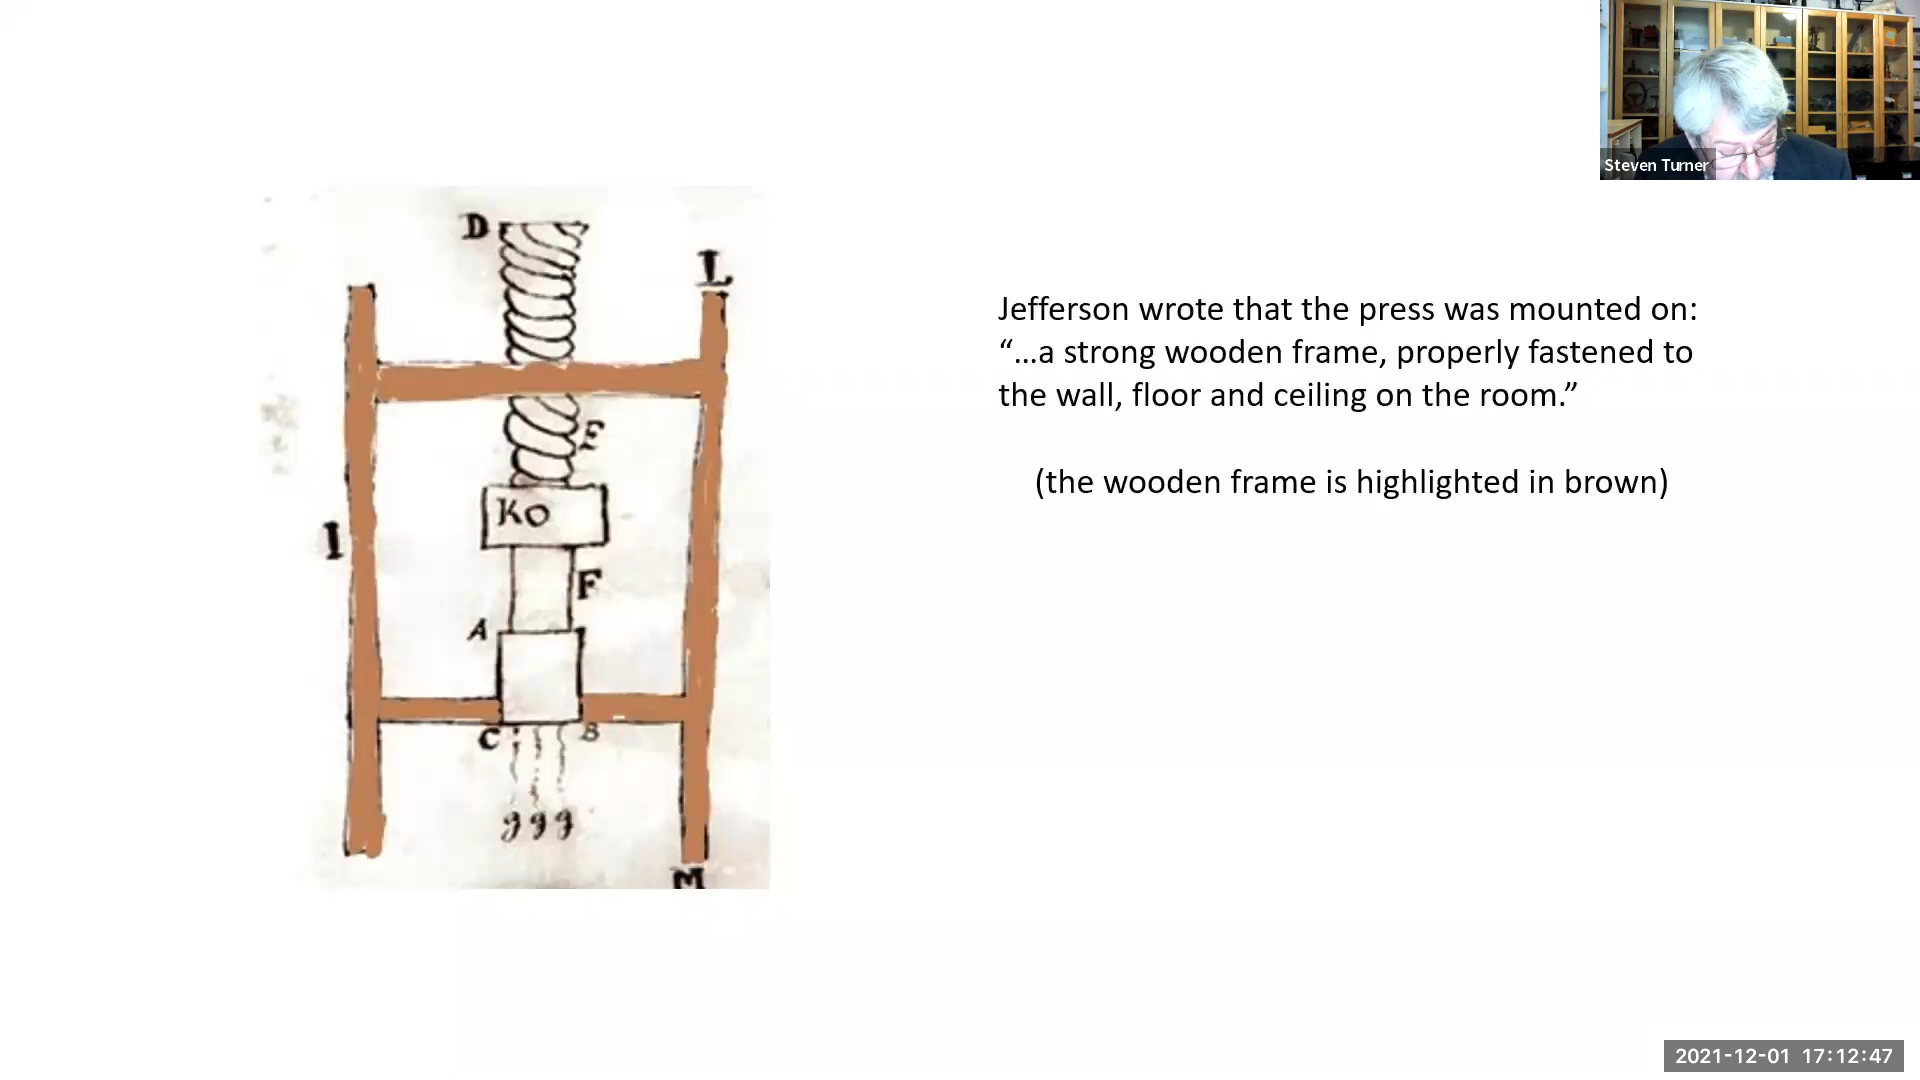 Steven Turner
D
L
Jefferson wrote that the press was mounted on:
“...a strong wooden frame, properly fastened to
the wall, floor and ceiling on the room.”
E
(the wooden frame is highlighted in brown)
KO
I
F
A
C
B
g g g
M
2021-12-01 17:12:47